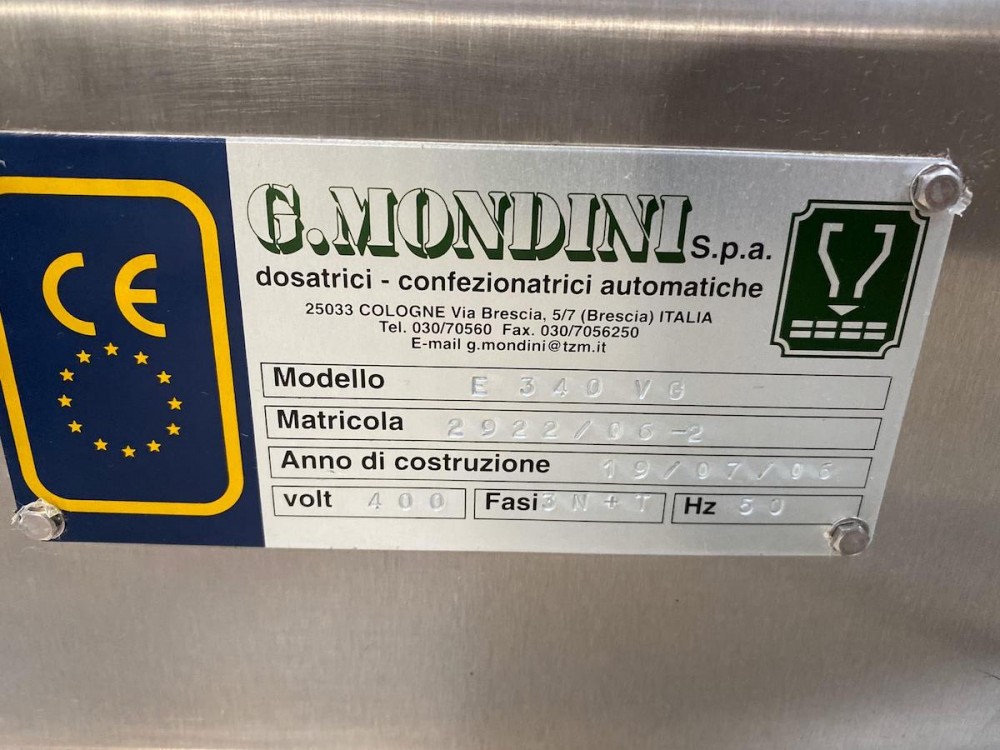 CE
G.MONDINI S.p.a.
dosatrici - confezionatrici automatiche
25033 COLOGNE Via Brescia, 5/7 (Brescia) ITALIA
Tel. 030/70560 Fax. 030/7056250
E-mail g.mondini@tzm.it
Modello E 340 VG
Matricola 2922/06-2
Anno di costruzione 19/07/06
volt 400 Fasi 3N+T Hz 50